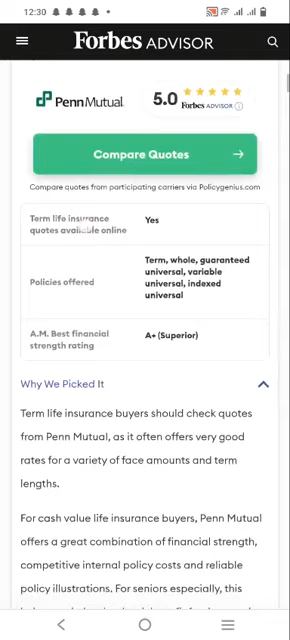 12:30
Forbes ADVISOR
PennMutual
5.0
Forbes ADVISOR
Compare Quotes
Compare quotes from participating carriers via Policygenius.com
Term life insurance
quotes available online
Yes
Policies offered
Term, whole, guaranteed
universal, variable
universal, indexed
universal
A.M. Best financial
strength rating
A+ (Superior)
Why We Picked It
Term life insurance buyers should check quotes
from Penn Mutual, as it often offers very good
rates for a variety of face amounts and term
lengths.
For cash value life insurance buyers, Penn Mutual
offers a great combination of financial strength,
competitive internal policy costs and reliable
policy illustrations. For seniors especially, this